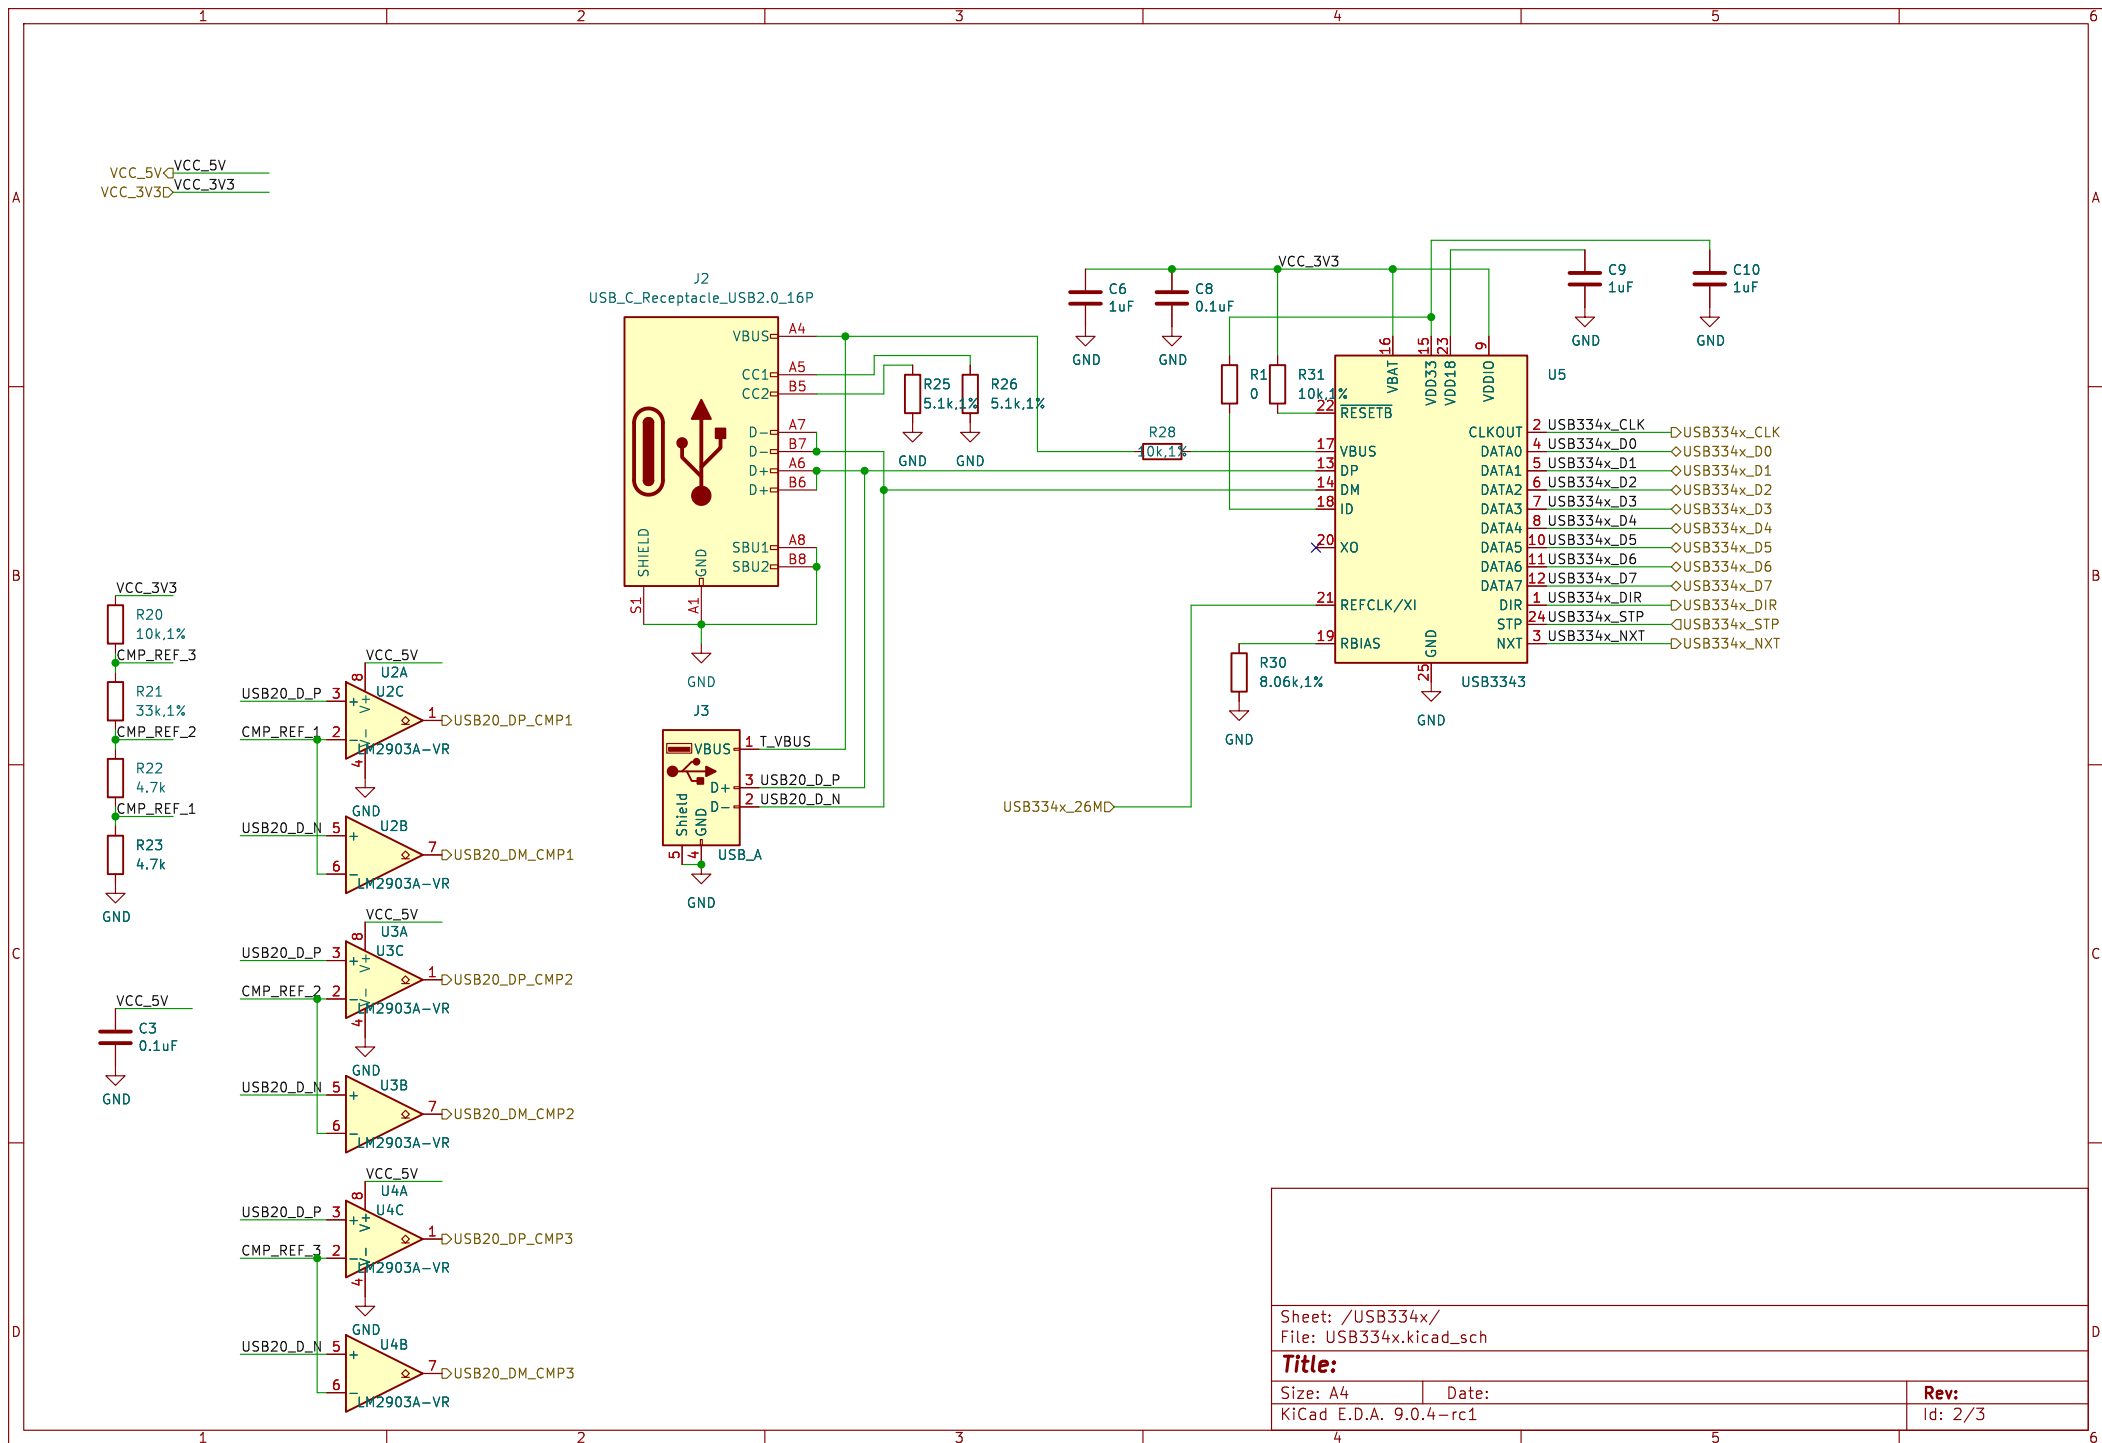 1 2 3 4 5 6
A
B
C
D
VCC_5V VCC_5V
VCC_3V3 VCC_3V3
VCC_3V3
R20
10k,1%
CMP_REF_3
R21
33k,1%
CMP_REF_2
R22
4.7k
CMP_REF_1
R23
4.7k
GND
VCC_5V
C3
0.1uF
GND
VCC_5V
U2A
U2C
USB20_D_P 3 + 8 V+ 1 USB20_DP_CMP1
CMP_REF_1 2 − V- 4
LM2903A-VR
GND
U2B
USB20_D_N 5 + 7 USB20_DM_CMP1
6 −
LM2903A-VR
VCC_5V
U3A
U3C
USB20_D_P 3 + 8 V+ 1 USB20_DP_CMP2
CMP_REF_2 2 − V- 4
LM2903A-VR
GND
U3B
USB20_D_N 5 + 7 USB20_DM_CMP2
6 −
LM2903A-VR
VCC_5V
U4A
U4C
USB20_D_P 3 + 8 V+ 1 USB20_DP_CMP3
CMP_REF_3 2 − V- 4
LM2903A-VR
GND
U4B
USB20_D_N 5 + 7 USB20_DM_CMP3
6 −
LM2903A-VR
J2
USB_C_Receptacle_USB2.0_16P
VBUS A4
CC1 A5
CC2 B5
D- A7
D- B7
D+ A6
D+ B6
SBU1 A8
SBU2 B8
SHIELD S1
GND A1
GND
R25
5.1k,1%
GND
R26
5.1k,1%
GND
J3
VBUS 1 T_VBUS
D+ 3 USB20_D_P
D- 2 USB20_D_N
Shield 5
GND 4
USB_A
GND
VCC_3V3
C6
1uF
GND
C8
0.1uF
GND
C9
1uF
GND
C10
1uF
GND
R1
0
R31
10k,1%
R28
10k,1%
R30
8.06k,1%
GND
USB334x_26M
U5
16 VBAT
15 VDD33
23 VDD18
9 VDDIO
22 RESETB
17 VBUS
13 DP
14 DM
18 ID
20 XO
21 REFCLK/XI
19 RBIAS
25 GND
GND
USB3343
CLKOUT 2 USB334x_CLK USB334x_CLK
DATA0 4 USB334x_D0 USB334x_D0
DATA1 5 USB334x_D1 USB334x_D1
DATA2 6 USB334x_D2 USB334x_D2
DATA3 7 USB334x_D3 USB334x_D3
DATA4 8 USB334x_D4 USB334x_D4
DATA5 10 USB334x_D5 USB334x_D5
DATA6 11 USB334x_D6 USB334x_D6
DATA7 12 USB334x_D7 USB334x_D7
DIR 1 USB334x_DIR USB334x_DIR
STP 24 USB334x_STP USB334x_STP
NXT 3 USB334x_NXT USB334x_NXT
A
B
C
D
Sheet: /USB334x/
File: USB334x.kicad_sch
Title:
Size: A4 Date: Rev:
KiCad E.D.A. 9.0.4-rc1 Id: 2/3
1 2 3 4 5 6